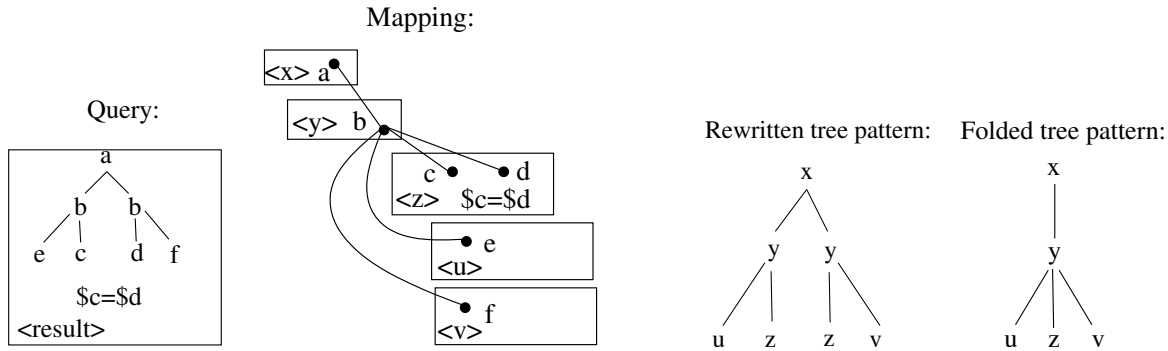 Mapping:
<x> a
<y> b
c d
<z> $c=$d
e
<u>
f
<v>
Query:
a
b b
e c d f
$c=$d
<result>
Rewritten tree pattern:
x
y y
u z z v
Folded tree pattern:
x
y
u z v